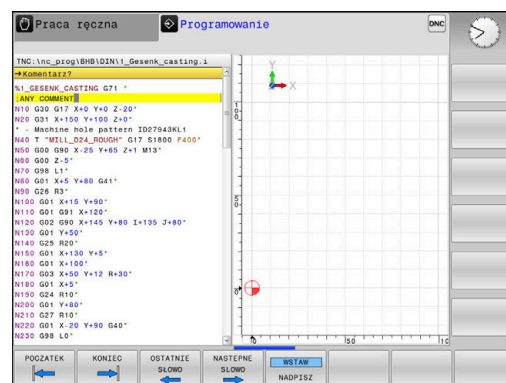 Praca ręczna
Programowanie
DNC
TNC:\nc_prog\BHB\DIN\1_Gesenk_casting.i
→Komentarz?
%1_GESENK_CASTING G71 *
;ANY COMMENT
N10 G30 G17 X+0 Y+0 Z-20*
N20 G31 X+150 Y+100 Z+0*
* - Machine hole pattern ID27943KL1
N40 T "MILL_D24_ROUGH" G17 S1800 F400*
N50 G00 G90 X-25 Y+65 Z+1 M13*
N60 G00 Z-5*
N70 G98 L1*
N80 G01 X+5 Y+80 G41*
N90 G26 R3*
N100 G01 X+15 Y+90*
N110 G01 G91 X+120*
N120 G02 G90 X+145 Y+80 I+135 J+80*
N130 G01 Y+50*
N140 G25 R20*
N150 G01 X+130 Y+5*
N160 G01 X+100*
N170 G03 X+50 Y+12 R+30*
N180 G01 X+5*
N190 G24 R10*
N200 G01 Y+80*
N210 G27 R10*
N220 G01 X-20 Y+90 G40*
N230 G98 L0*
Y
X
100
50
0
0
50
POCZATEK
KONIEC
OSTATNIE
SŁOWO
NASTEPNE
SŁOWO
WSTAW
NADPISZ